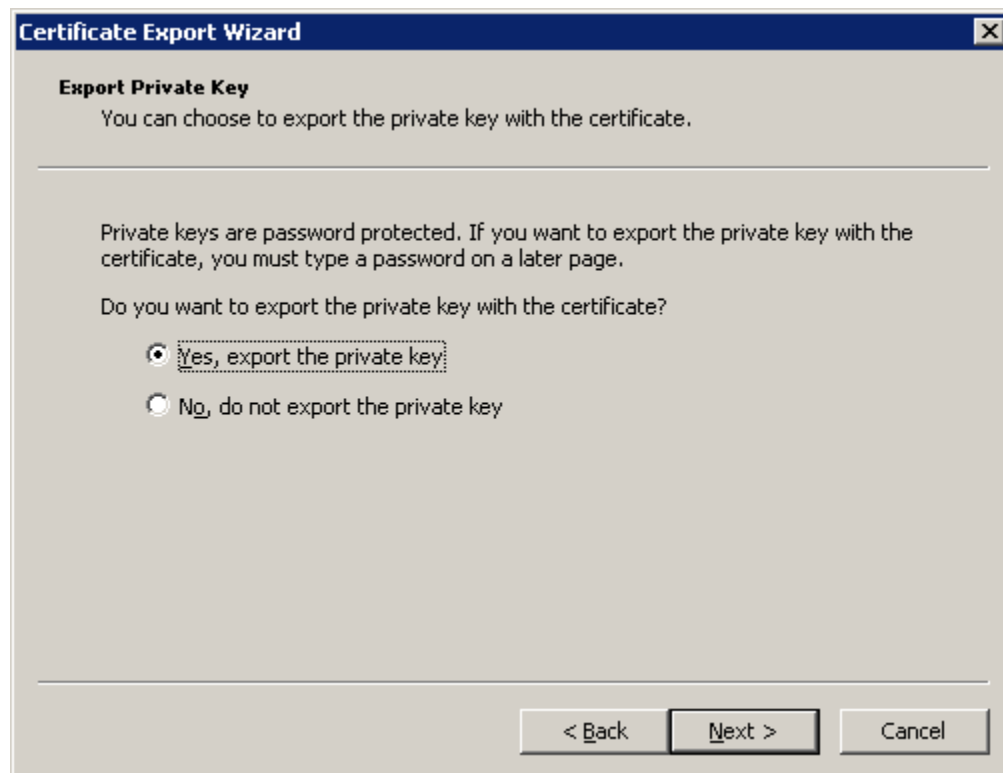 Certificate Export Wizard
Export Private Key
You can choose to export the private key with the certificate.
Private keys are password protected. If you want to export the private key with the
certificate, you must type a password on a later page.
Do you want to export the private key with the certificate?
Yes, export the private key
No, do not export the private key
< Back
Next >
Cancel